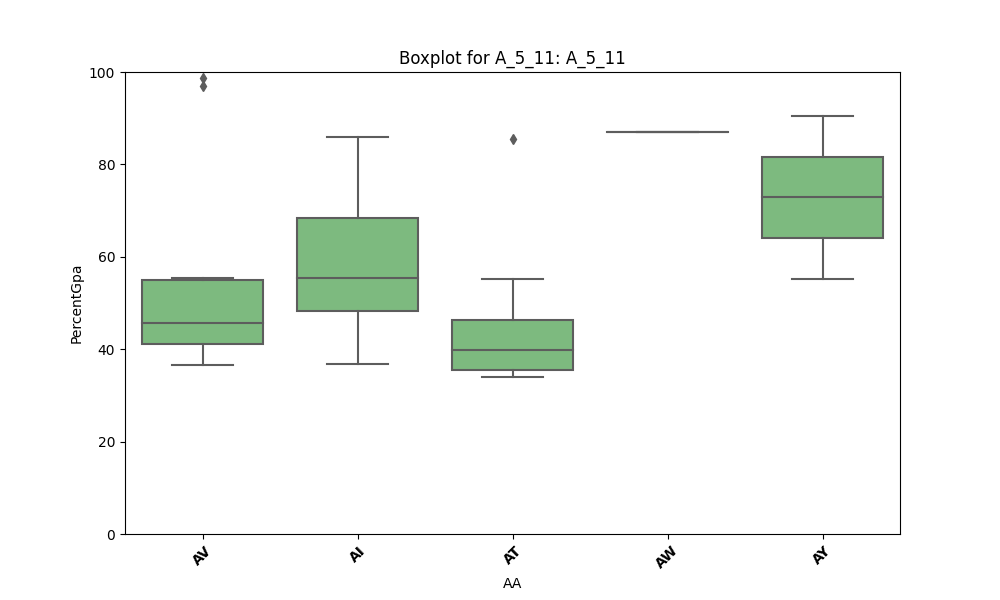 Boxplot for A_5_11: A_5_11
100
80
60
40
20
0
PercentGpa
AV
AI
AT
AW
AY
AA